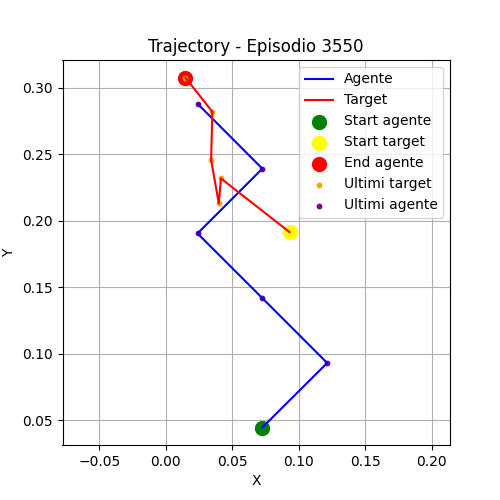 Trajectory - Episodio 3550
Agente
Target
Start agente
Start target
End agente
Ultimi target
Ultimi agente
Y
0.30
0.25
0.20
0.15
0.10
0.05
−0.05
0.00
0.05
0.10
0.15
0.20
X